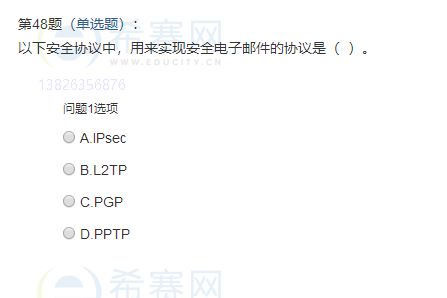 第48题（单选题）：
希赛网
以下安全协议中，用来实现安全电子邮件的协议是（ ）。
WWW.EDUCITY.CN
13826356876
问题1选项
A.IPsec
B.L2TP
C.PGP
D.PPTP
希赛网